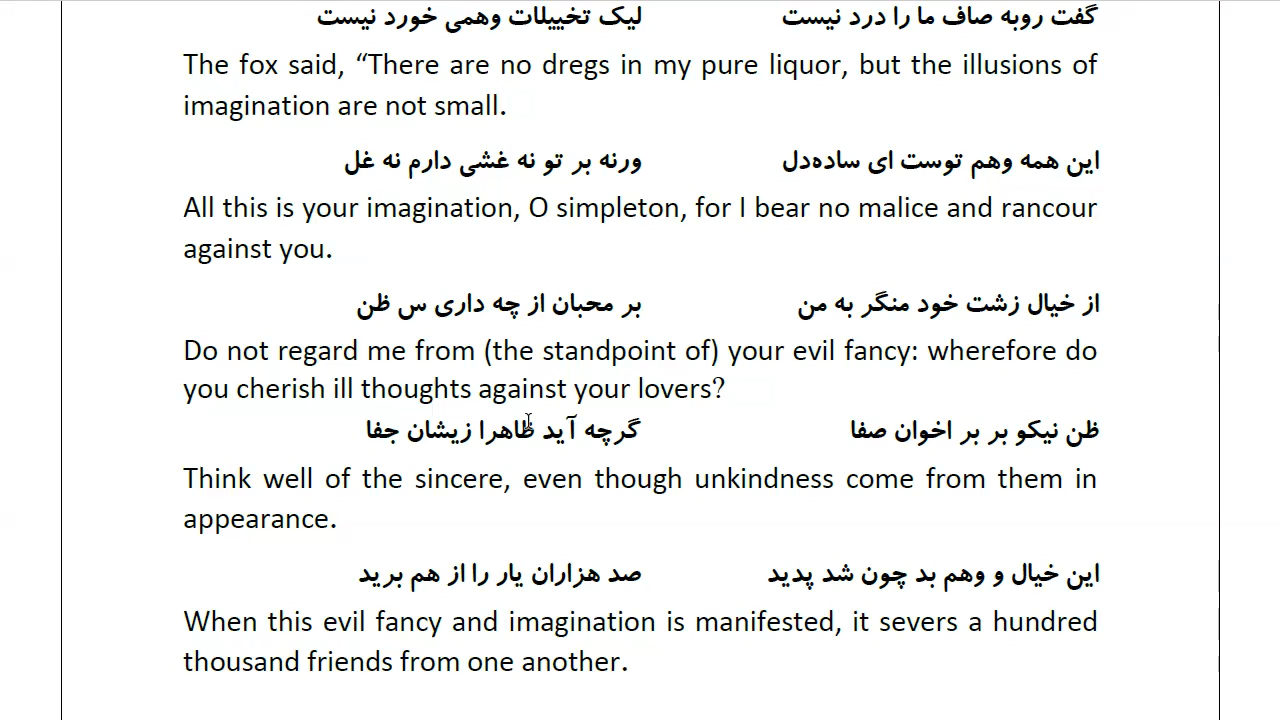 گفت روبه صاف ما را درد نیست لیک تخییلات وهمی خورد نیست
The fox said, “There are no dregs in my pure liquor, but the illusions of
imagination are not small.
این همه وهم توست ای ساده‌دل ورنه بر تو نه غشی دارم نه غل
All this is your imagination, O simpleton, for I bear no malice and rancour
against you.
از خیال زشت خود منگر به من بر محبان از چه داری س ظن
Do not regard me from (the standpoint of) your evil fancy: wherefore do
you cherish ill thoughts against your lovers?
ظن نیکو بر بر اخوان صفا گرچه آید ظاهرا زیشان جفا
Think well of the sincere, even though unkindness come from them in
appearance.
این خیال و وهم بد چون شد پدید صد هزاران یار را از هم برید
When this evil fancy and imagination is manifested, it severs a hundred
thousand friends from one another.